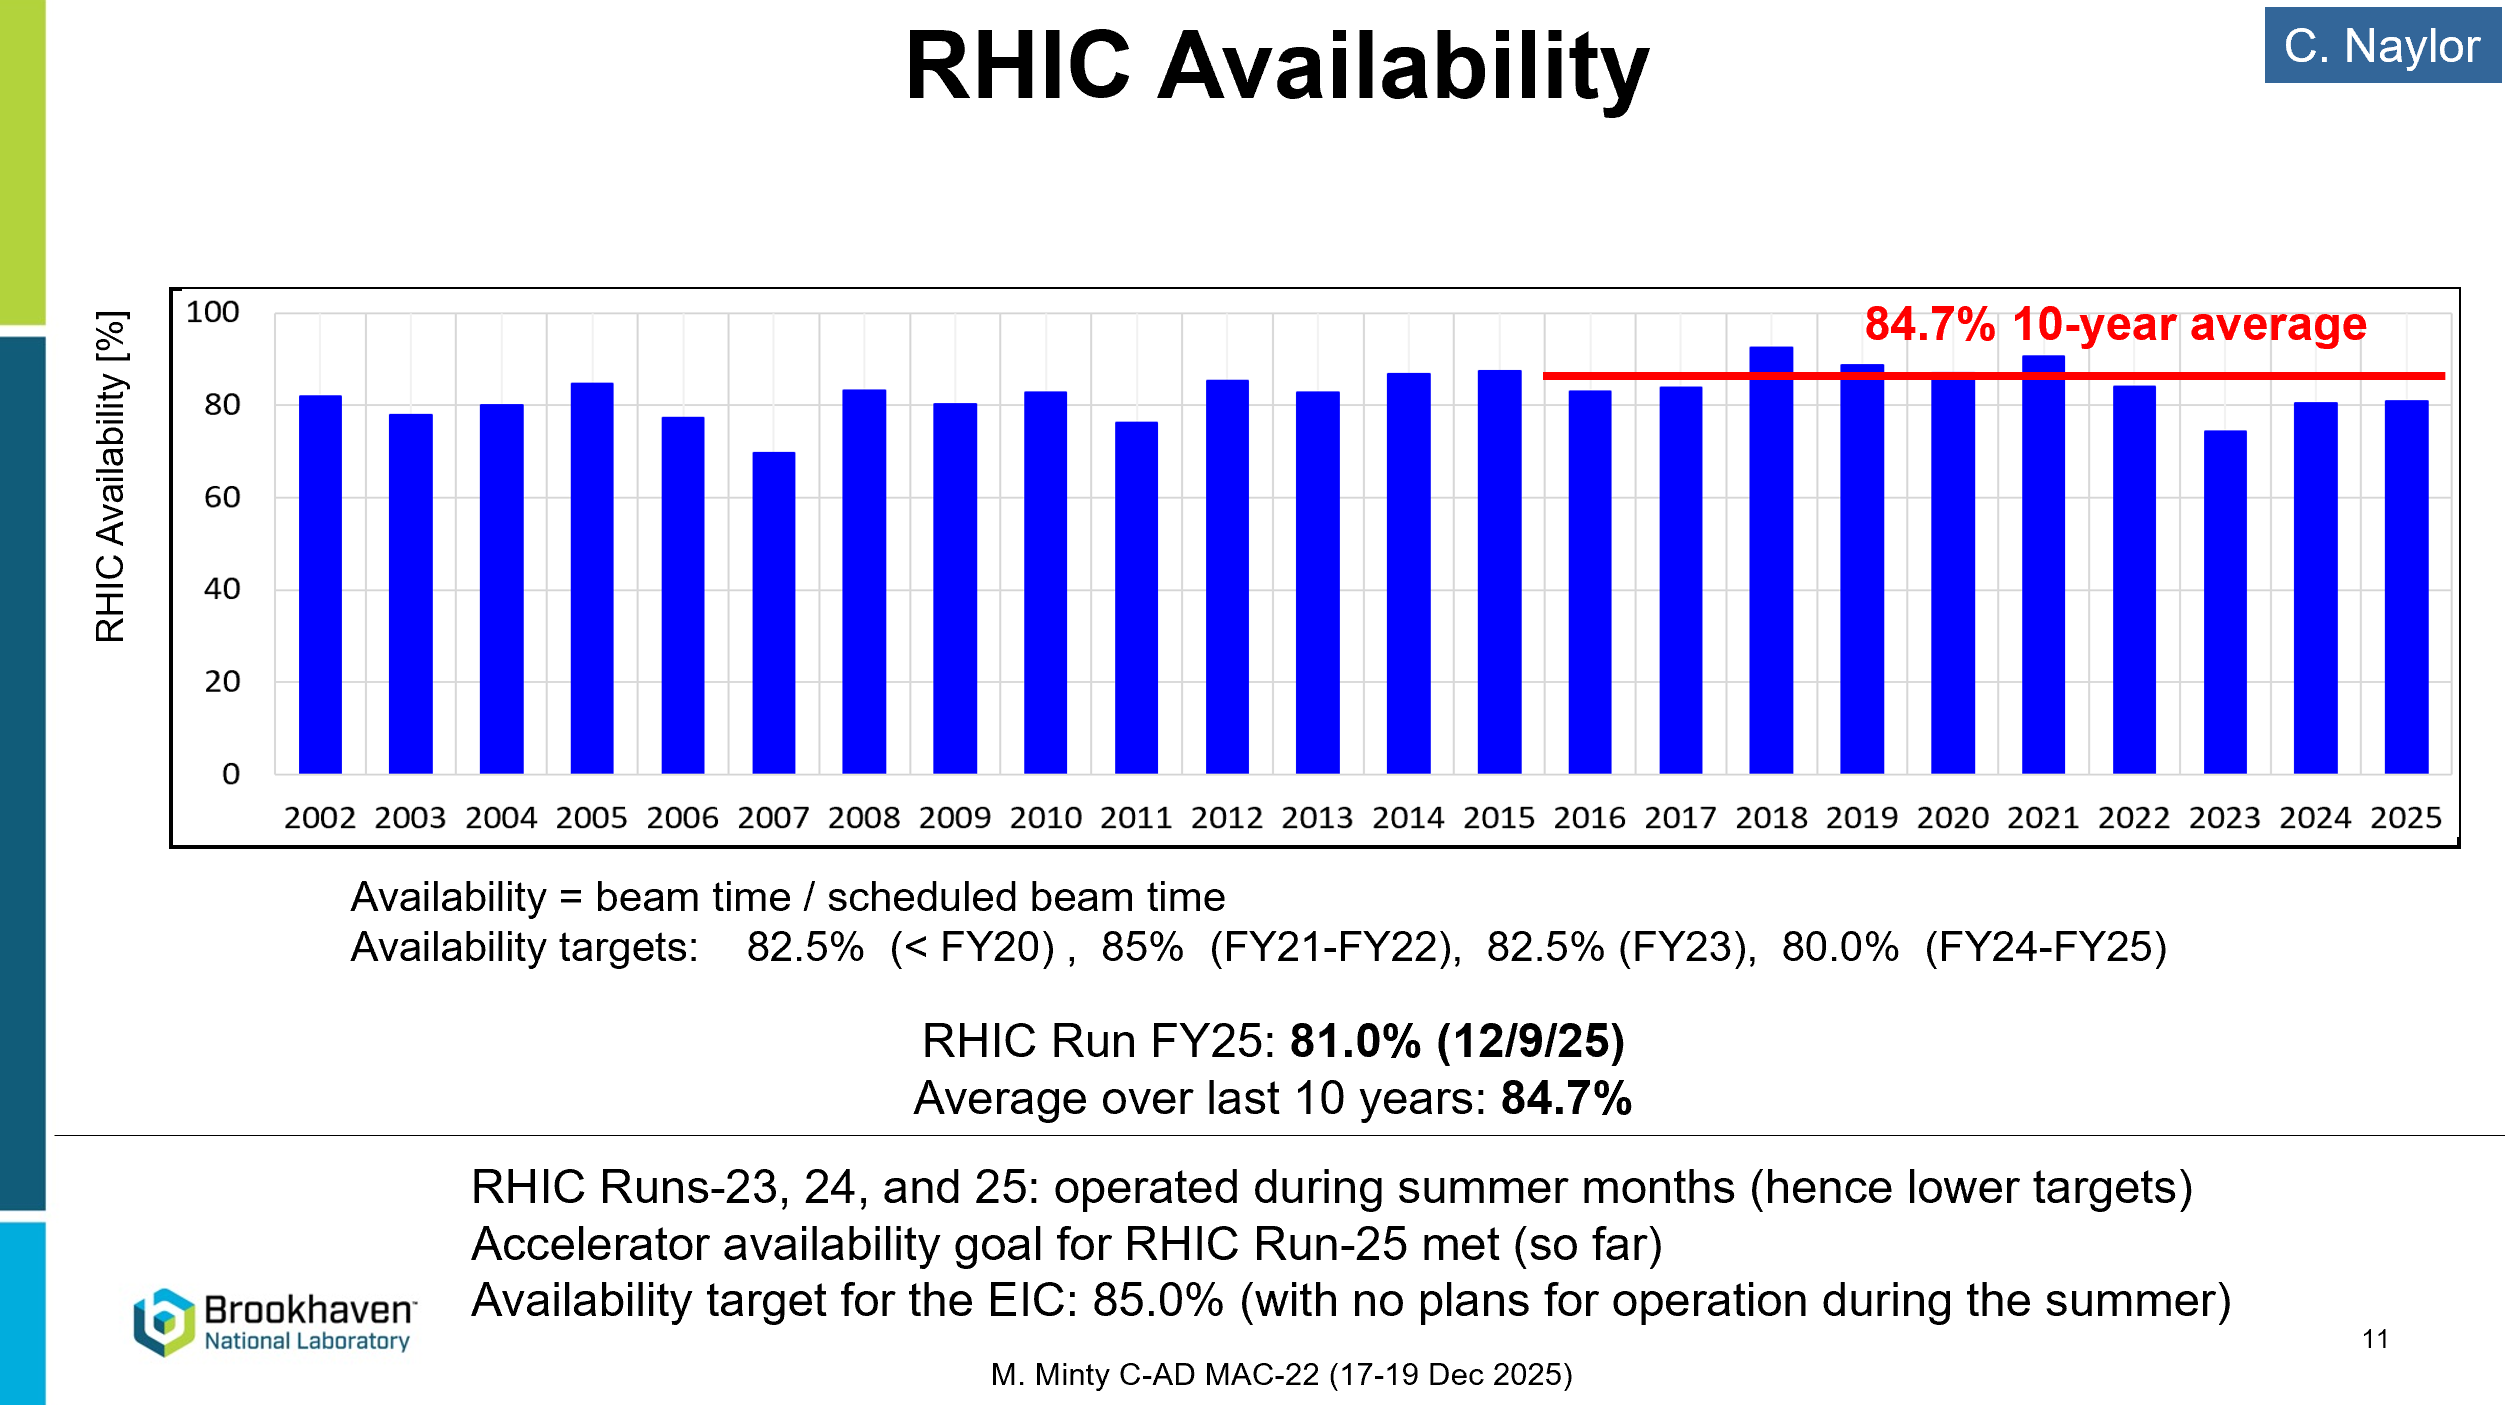 RHIC Availability
C. Naylor
RHIC Availability [%]
84.7% 10-year average
100
80
60
40
20
0
2002 2003 2004 2005 2006 2007 2008 2009 2010 2011 2012 2013 2014 2015 2016 2017 2018 2019 2020 2021 2022 2023 2024 2025
Availability = beam time / scheduled beam time
Availability targets: 82.5% (< FY20) , 85% (FY21-FY22), 82.5% (FY23), 80.0% (FY24-FY25)
RHIC Run FY25: 81.0% (12/9/25)
Average over last 10 years: 84.7%
RHIC Runs-23, 24, and 25: operated during summer months (hence lower targets)
Accelerator availability goal for RHIC Run-25 met (so far)
Availability target for the EIC: 85.0% (with no plans for operation during the summer)
Brookhaven™
National Laboratory
11
M. Minty C-AD MAC-22 (17-19 Dec 2025)